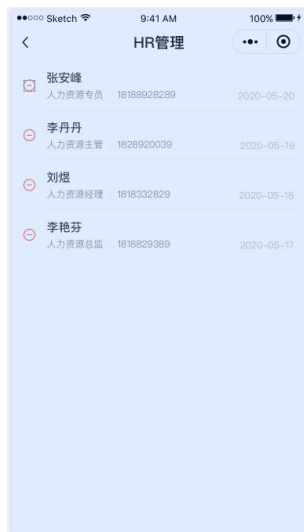 Sketch
9:41 AM
100%
HR管理
张安峰
人力资源专员 18188928289 2020-05-20
李丹丹
人力资源主管 1828920039 2020-05-19
刘煜
人力资源经理 1818332829 2020-05-18
李艳芬
人力资源总监 1818829389 2020-05-17